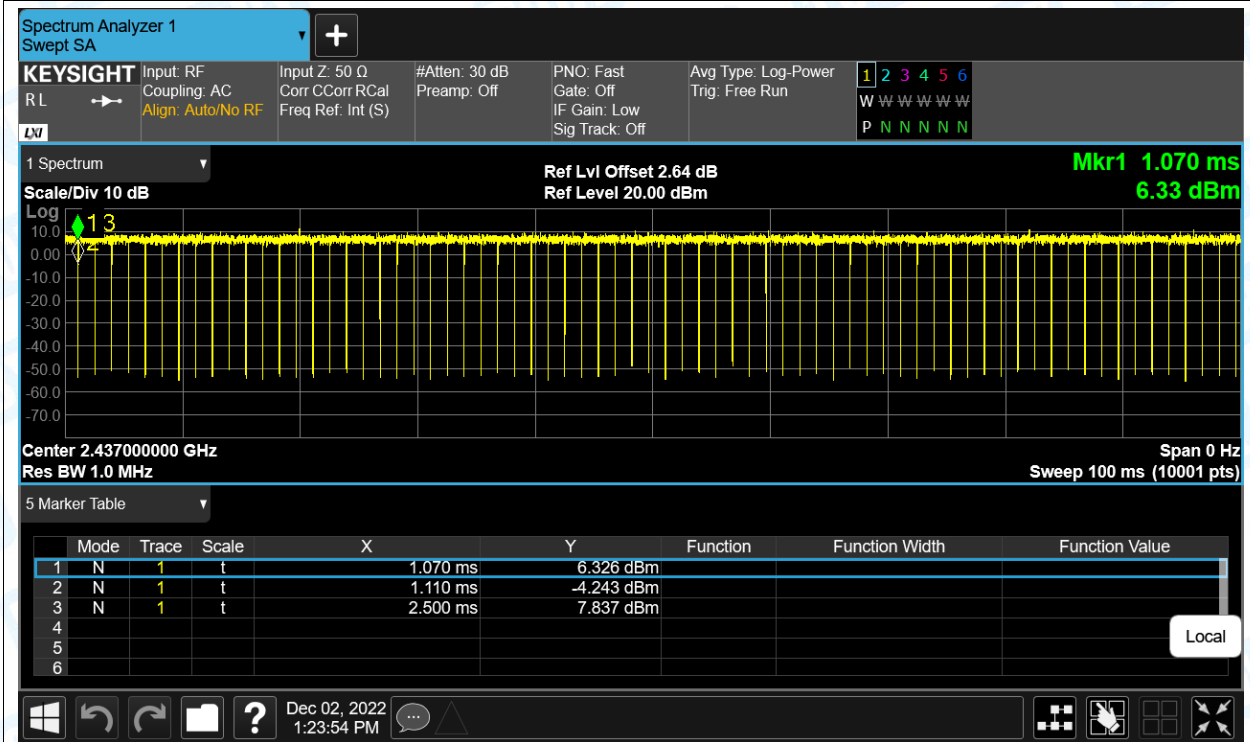 Spectrum Analyzer 1
Swept SA
KEYSIGHT
R L
LXI
Input: RF
Coupling: AC
Align: Auto/No RF
Input Z: 50 Ω
Corr CCorr RCal
Freq Ref: Int (S)
#Atten: 30 dB
Preamp: Off
PNO: Fast
Gate: Off
IF Gain: Low
Sig Track: Off
Avg Type: Log-Power
Trig: Free Run
1 2 3 4 5 6
W W W W W W
P N N N N N
1 Spectrum
Scale/Div 10 dB
Ref Lvl Offset 2.64 dB
Ref Level 20.00 dBm
Mkr1 1.070 ms
6.33 dBm
Log
10.0
0.00
-10.0
-20.0
-30.0
-40.0
-50.0
-60.0
-70.0
1 3
2
Center 2.437000000 GHz
Res BW 1.0 MHz
Span 0 Hz
Sweep 100 ms (10001 pts)
5 Marker Table
Mode Trace Scale X Y Function Function Width Function Value
1 N 1 t 1.070 ms 6.326 dBm
2 N 1 t 1.110 ms -4.243 dBm
3 N 1 t 2.500 ms 7.837 dBm
4
5
6
Local
?
Dec 02, 2022
1:23:54 PM